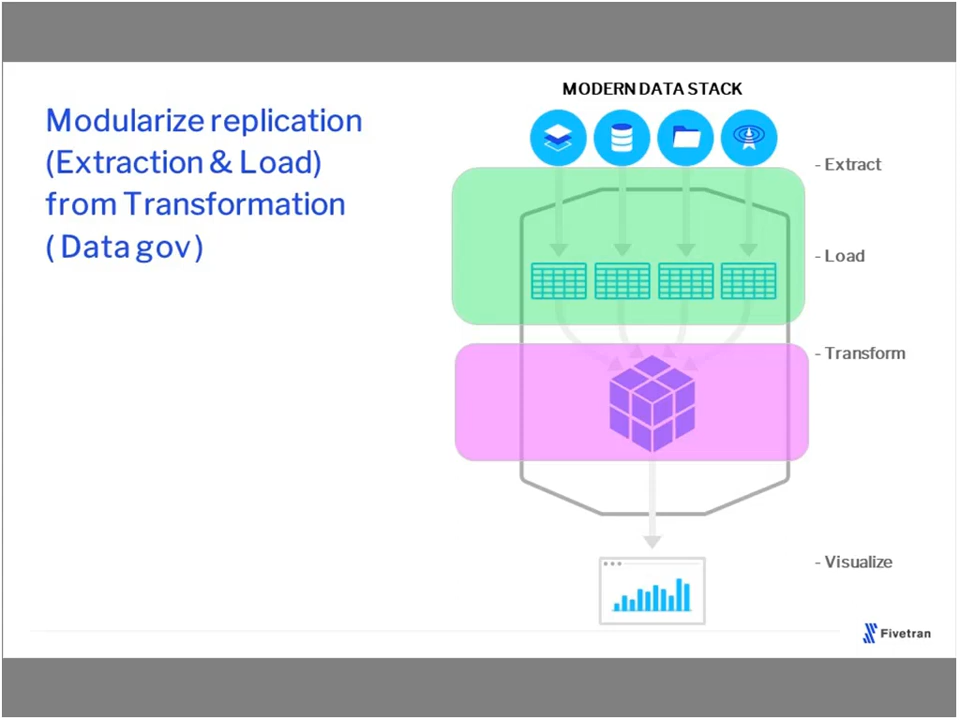 Modularize replication
(Extraction & Load)
from Transformation
( Data gov)
MODERN DATA STACK
- Extract
- Load
- Transform
- Visualize
Fivetran